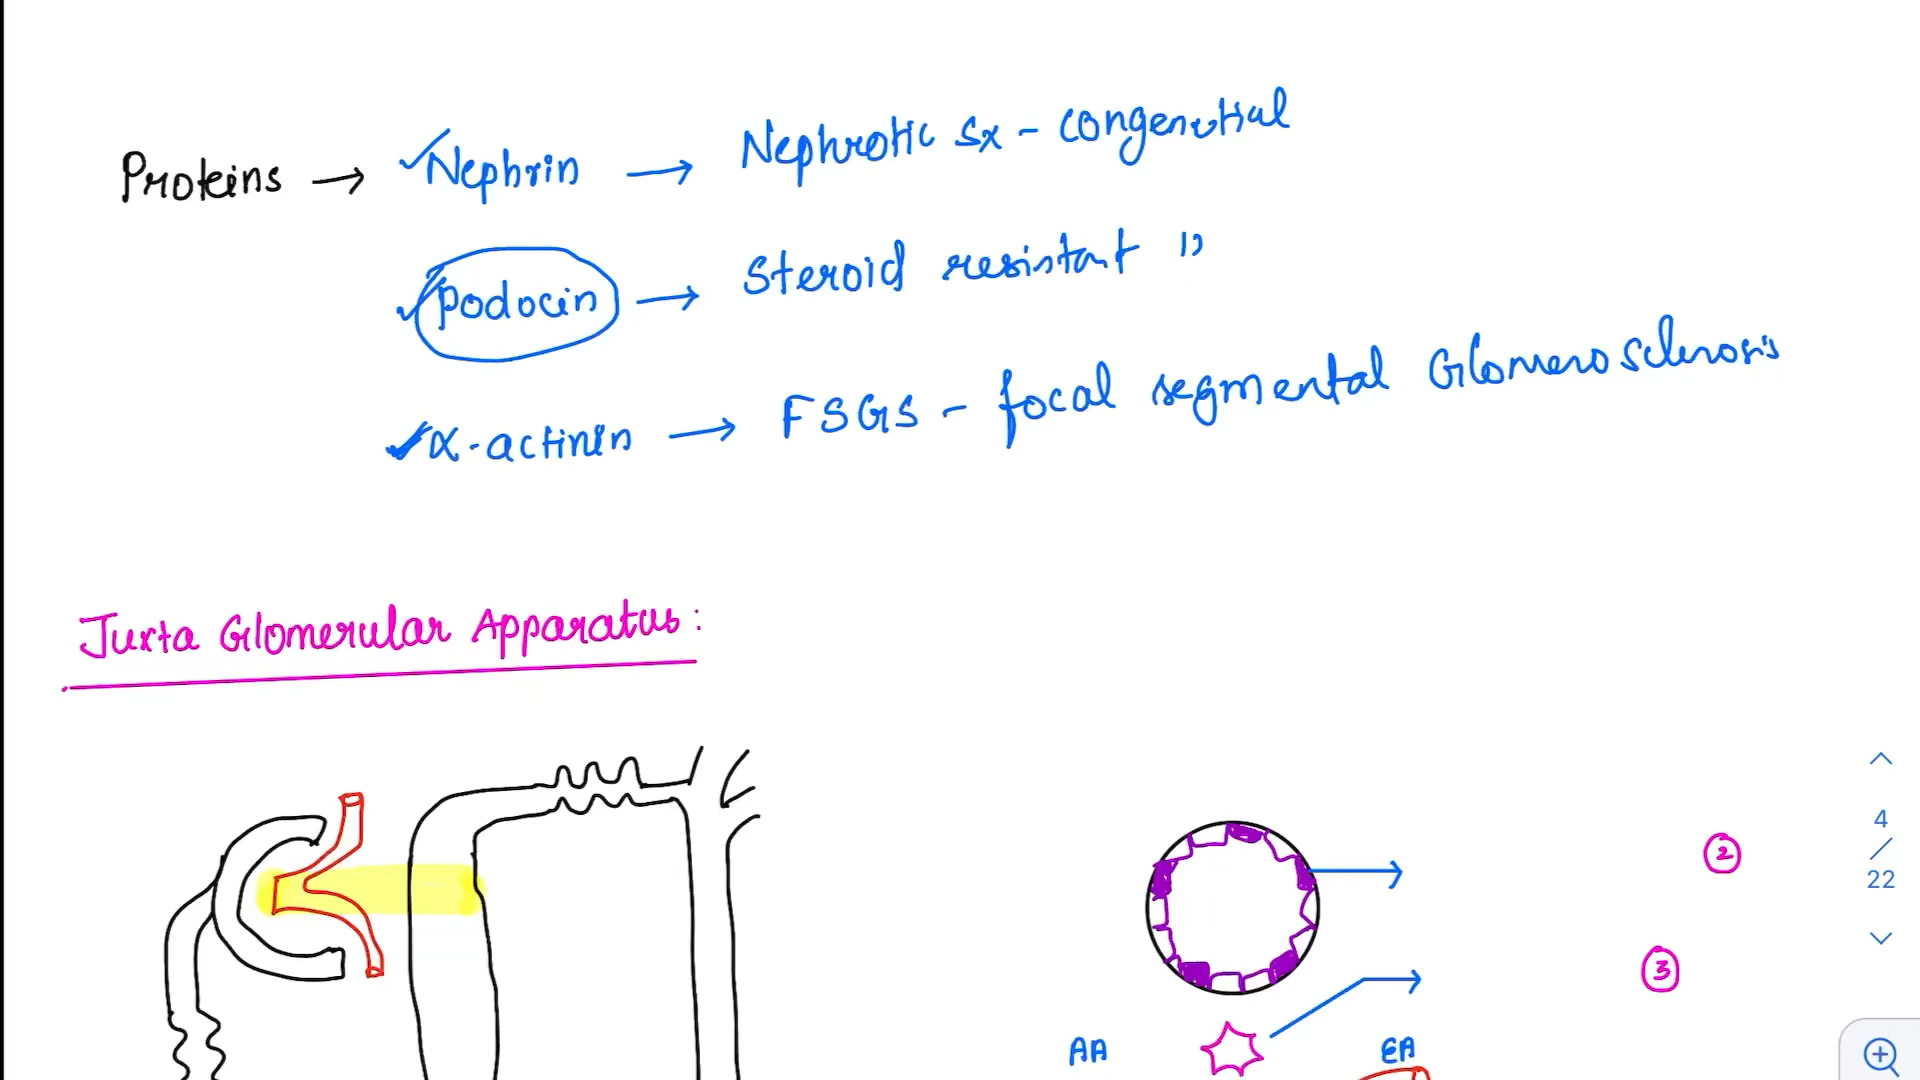 Proteins → ✓Nephrin → Nephrotic Sx - congenital
✓Podocin → Steroid resistant "
✓α-actinin → FSGS - focal segmental Glomerosclerosis
Juxta Glomerular Apparatus:
2
3
AA
EA
4
/
22